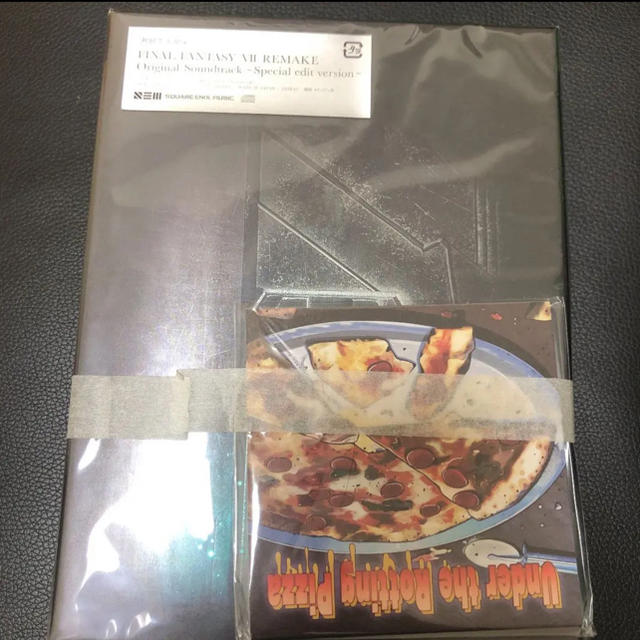 FINAL FANTASY VII REMAKE
Original Soundtrack ~Special edit version~
SQUARE ENIX MUSIC
Under the Rotting Pizza